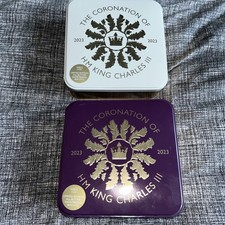 THE CORONATION OF
2023 2023
HM KING CHARLES III
THE CORONATION OF
2023 2023
HM KING CHARLES III